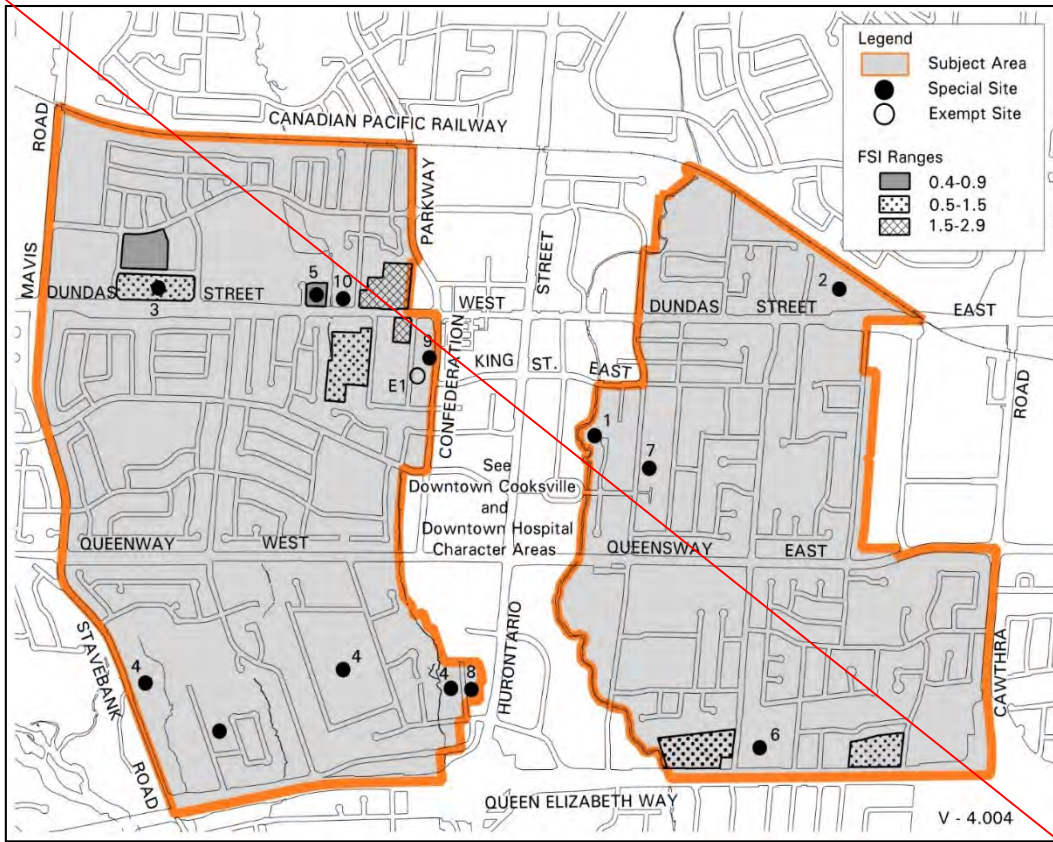 Legend
Subject Area
Special Site
Exempt Site
FSI Ranges
0.4-0.9
0.5-1.5
1.5-2.9
CANADIAN PACIFIC RAILWAY
ROAD
PARKWAY
STREET
MAVIS
DUNDAS
3
STREET
5
10
WEST
DUNDAS
STREET
2
EAST
9
KING
ST.
EAST
E1
CONFEDERATION
ROAD
1
7
See
Downtown Cooksville
and
Downtown Hospital
Character Areas
QUEENWAY
WEST
QUEENSWAY
EAST
STAVEBANK
ROAD
4
4
4
8
HURONTARIO
6
CAWTHRA
QUEEN ELIZABETH WAY
V - 4.004